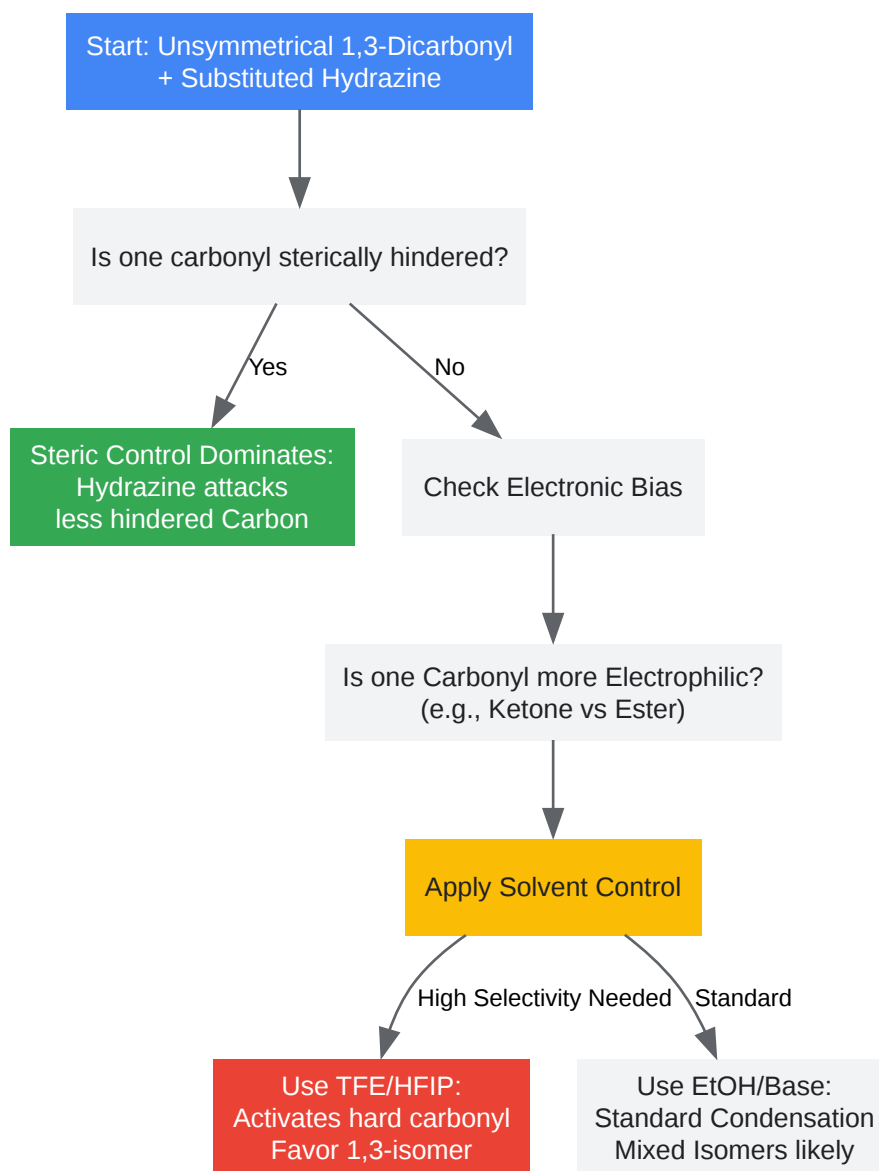 Start: Unsymmetrical 1,3-Dicarbonyl
+ Substituted Hydrazine
Is one carbonyl sterically hindered?
Yes
No
Steric Control Dominates:
Hydrazine attacks
less hindered Carbon
Check Electronic Bias
Is one Carbonyl more Electrophilic?
(e.g., Ketone vs Ester)
Apply Solvent Control
High Selectivity Needed
Standard
Use TFE/HFIP:
Activates hard carbonyl
Favor 1,3-isomer
Use EtOH/Base:
Standard Condensation
Mixed Isomers likely